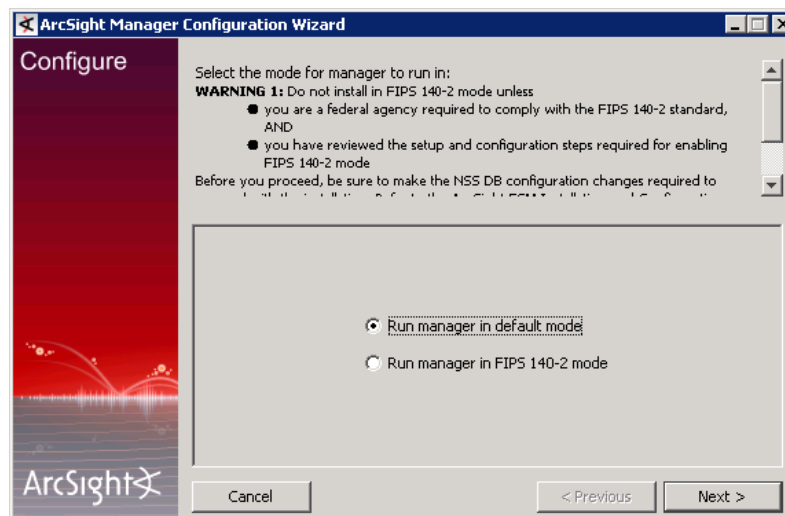 ArcSight Manager Configuration Wizard
Configure
Select the mode for manager to run in:
WARNING 1: Do not install in FIPS 140-2 mode unless
● you are a federal agency required to comply with the FIPS 140-2 standard,
AND
● you have reviewed the setup and configuration steps required for enabling
FIPS 140-2 mode
Before you proceed, be sure to make the NSS DB configuration changes required to
Run manager in default mode
Run manager in FIPS 140-2 mode
ArcSight
Cancel
< Previous
Next >